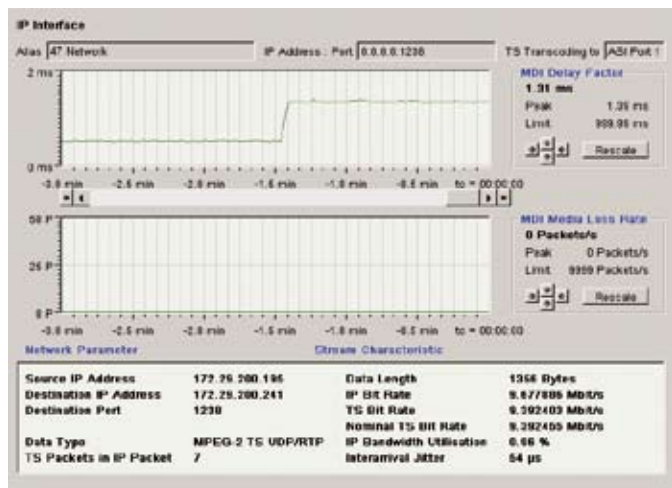 IP Interface
Alias 47 Network IP Address : Port 0.0.0.0:1238 TS Transcoding to ASI Port 1
2 ms
0 ms
MDI Delay Factor
1.31 ms
Peak 1.35 ms
Limit 999.95 ms
Rescale
-3.0 min -2.5 min -2.0 min -1.5 min -1.0 min -0.5 min to = 00:00:00
50 P
25 P
0 P
MDI Media Loss Rate
0 Packets/s
Peak 0 Packets/s
Limit 9999 Packets/s
Rescale
-3.0 min -2.5 min -2.0 min -1.5 min -1.0 min -0.5 min to = 00:00:00
Network Parameter Stream Characteristic
Source IP Address 172.25.200.195 Data Length 1356 Bytes
Destination IP Address 172.25.200.241 IP Bit Rate 9.677886 Mbit/s
Destination Port 1238 TS Bit Rate 9.392403 Mbit/s
Nominal TS Bit Rate 9.392455 Mbit/s
Data Type MPEG-2 TS UDP/RTP IP Bandwidth Utilisation 0.96 %
TS Packets in IP Packet 7 Interarrival Jitter 54 µs